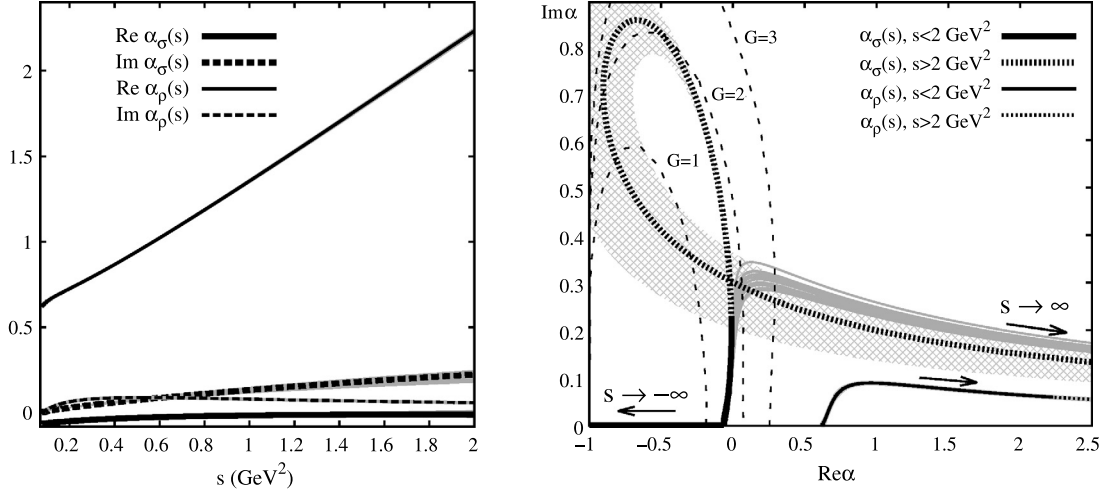 Re α_σ(s)
Im α_σ(s)
Re α_ρ(s)
Im α_ρ(s)
2
1.5
1
0.5
0
0.2 0.4 0.6 0.8 1.0 1.2 1.4 1.6 1.8 2
s (GeV²)
Im α
0.8
0.7
0.6
0.5
0.4
0.3
0.2
0.1
0
G=3
G=2
G=1
α_σ(s), s<2 GeV²
α_σ(s), s>2 GeV²
α_ρ(s), s<2 GeV²
α_ρ(s), s>2 GeV²
s → ∞
s → −∞
−1 −0.5 0 0.5 1 1.5 2 2.5
Reα